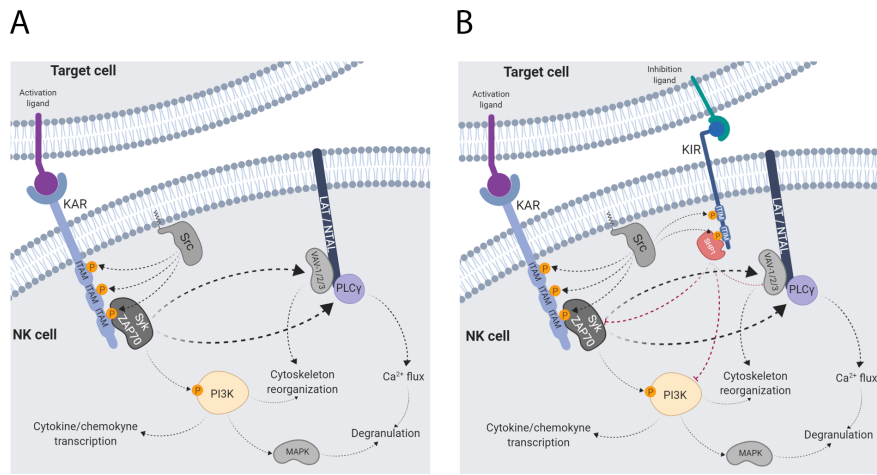 A
Target cell
Activation
ligand
KAR
Src
LAT / NTAL
VAV-1/2/3
PLCγ
P
ITAM
P
ITAM
P
ITAM
Syk
ZAP70
NK cell
P
PI3K
Cytoskeleton
reorganization
Ca²⁺ flux
Cytokine/chemokyne
transcription
MAPK
Degranulation
B
Target cell
Inhibition
ligand
Activation
ligand
KIR
KAR
P
ITIM
P
ITIM
SHP1
Src
LAT / NTAL
VAV-1/2/3
PLCγ
P
ITAM
P
ITAM
P
ITAM
Syk
ZAP70
NK cell
P
PI3K
Cytoskeleton
reorganization
Ca²⁺ flux
Cytokine/chemokyne
transcription
MAPK
Degranulation